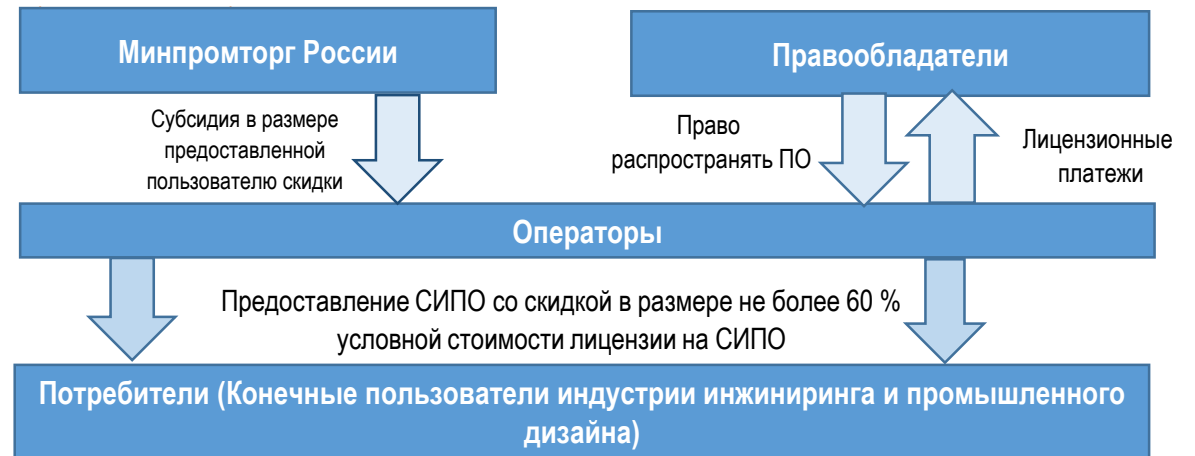 Минпромторг России
Правообладатели
Субсидия в размере
предоставленной
пользователю скидки
Право
распространять ПО
Лицензионные
платежи
Операторы
Предоставление СИПО со скидкой в размере не более 60 %
условной стоимости лицензии на СИПО
Потребители (Конечные пользователи индустрии инжиниринга и промышленного
дизайна)